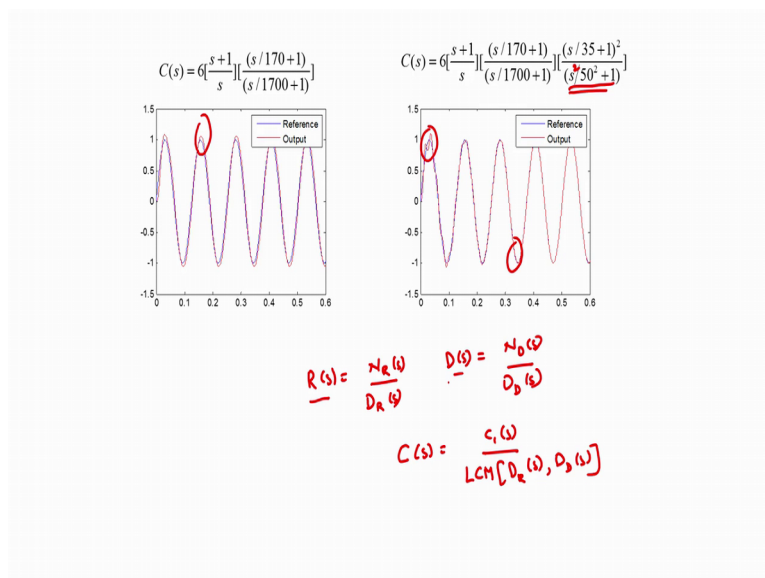 C(s) = 6[s+1/s][(s/170+1)/(s/1700+1)]
C(s) = 6[s+1/s][(s/170+1)/(s/1700+1)][(s/35+1)²/(s²/50²+1)]
1.5
1
0.5
0
-0.5
-1
-1.5
0 0.1 0.2 0.3 0.4 0.5 0.6
Reference
Output
1.5
1
0.5
0
-0.5
-1
-1.5
0 0.1 0.2 0.3 0.4 0.5 0.6
Reference
Output
R(s) = N_R(s)/D_R(s) D(s) = N_D(s)/D_D(s)
C(s) = C₁(s)/LCM[D_R(s), D_D(s)]